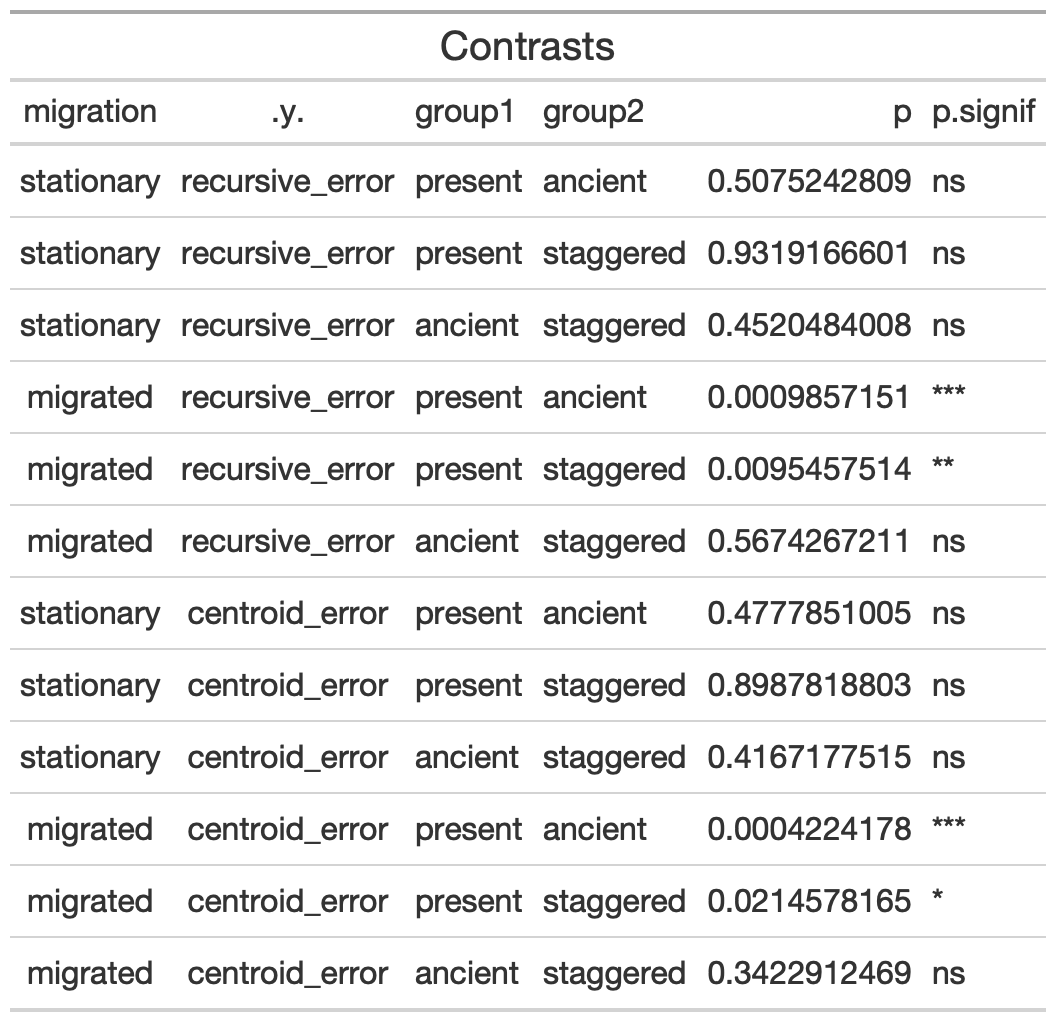 Contrasts
migration .y. group1 group2 p p.signif
stationary recursive_error present ancient 0.5075242809 ns
stationary recursive_error present staggered 0.9319166601 ns
stationary recursive_error ancient staggered 0.4520484008 ns
migrated recursive_error present ancient 0.0009857151 ***
migrated recursive_error present staggered 0.0095457514 **
migrated recursive_error ancient staggered 0.5674267211 ns
stationary centroid_error present ancient 0.4777851005 ns
stationary centroid_error present staggered 0.8987818803 ns
stationary centroid_error ancient staggered 0.4167177515 ns
migrated centroid_error present ancient 0.0004224178 ***
migrated centroid_error present staggered 0.0214578165 *
migrated centroid_error ancient staggered 0.3422912469 ns